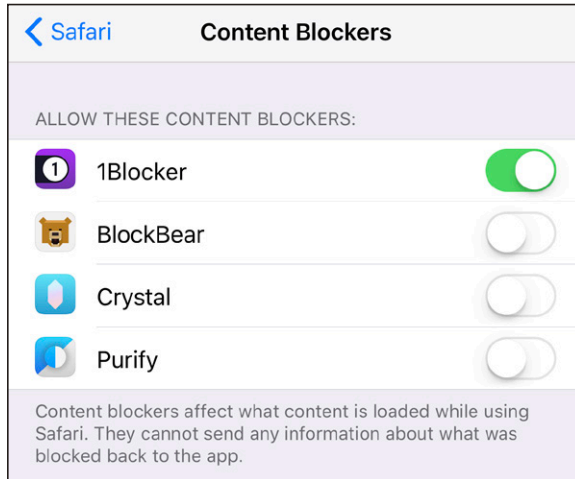 Safari Content Blockers
ALLOW THESE CONTENT BLOCKERS:
1 1Blocker
BlockBear
Crystal
Purify
Content blockers affect what content is loaded while using
Safari. They cannot send any information about what was
blocked back to the app.